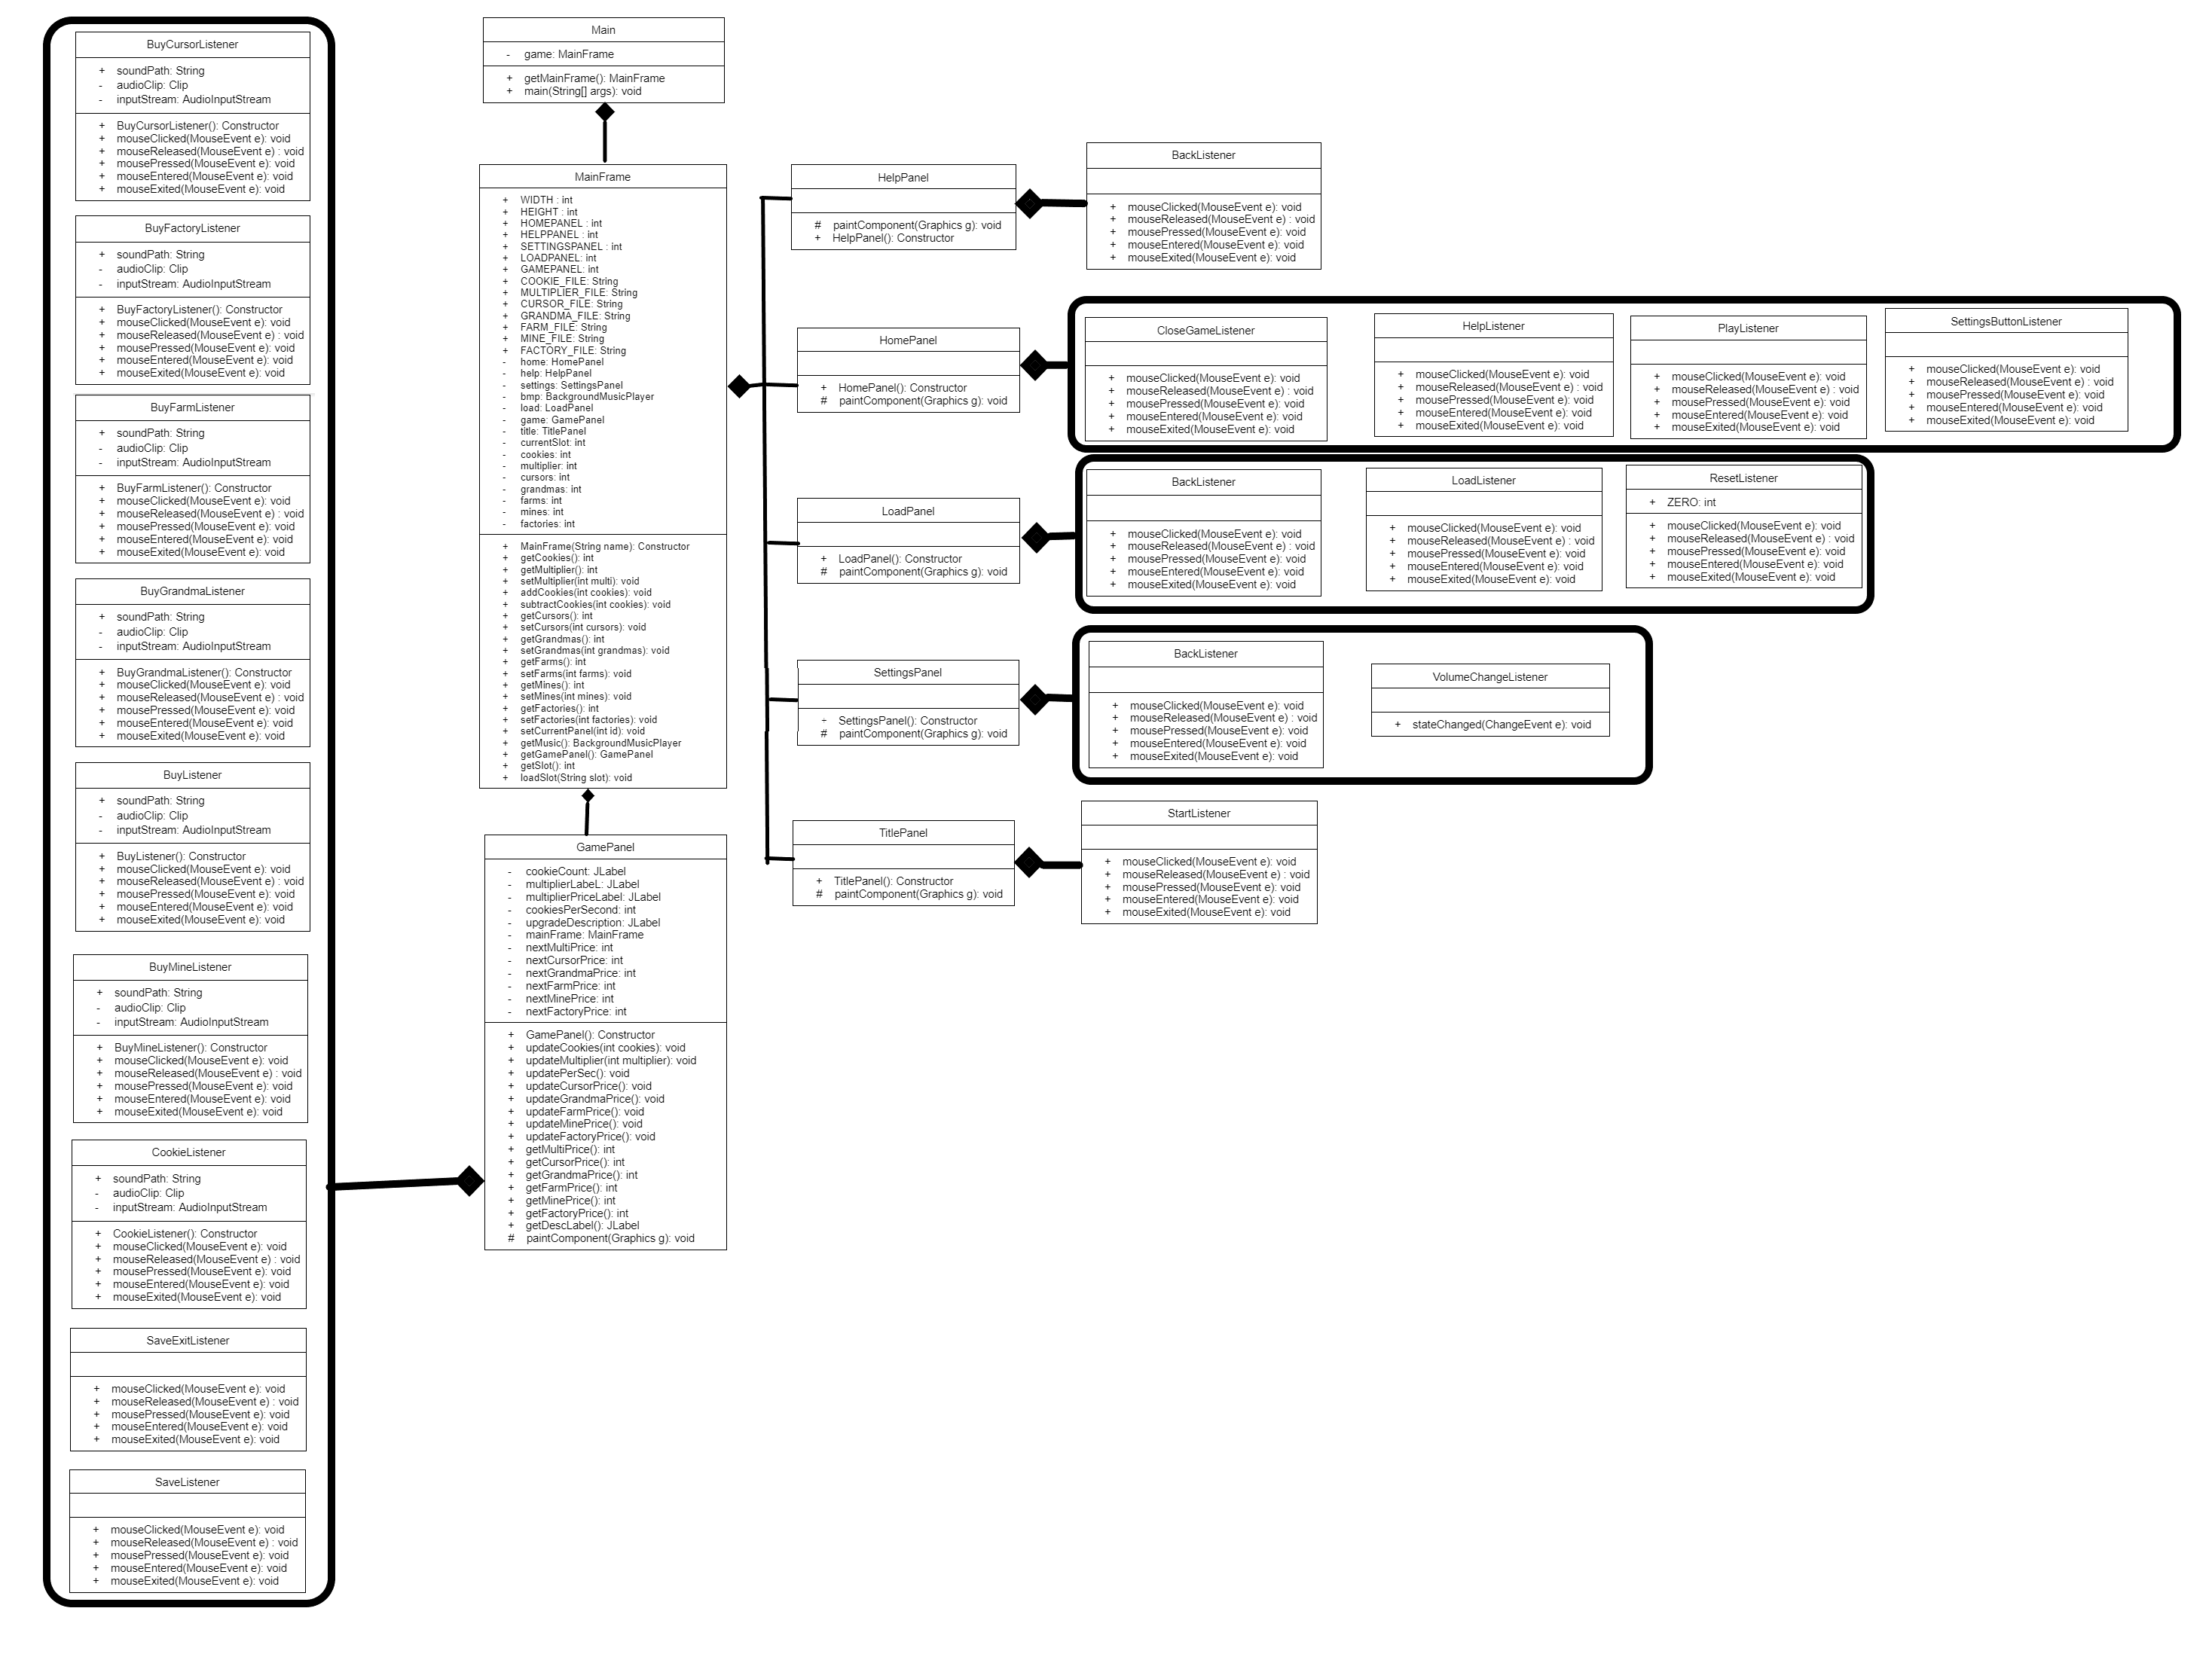 BuyCursorListener
+ soundPath: String
- audioClip: Clip
- inputStream: AudioInputStream
+ BuyCursorListener(): Constructor
+ mouseClicked(MouseEvent e): void
+ mouseReleased(MouseEvent e) : void
+ mousePressed(MouseEvent e): void
+ mouseEntered(MouseEvent e): void
+ mouseExited(MouseEvent e): void
BuyFactoryListener
+ soundPath: String
- audioClip: Clip
- inputStream: AudioInputStream
+ BuyFactoryListener(): Constructor
+ mouseClicked(MouseEvent e): void
+ mouseReleased(MouseEvent e) : void
+ mousePressed(MouseEvent e): void
+ mouseEntered(MouseEvent e): void
+ mouseExited(MouseEvent e): void
BuyFarmListener
+ soundPath: String
- audioClip: Clip
- inputStream: AudioInputStream
+ BuyFarmListener(): Constructor
+ mouseClicked(MouseEvent e): void
+ mouseReleased(MouseEvent e) : void
+ mousePressed(MouseEvent e): void
+ mouseEntered(MouseEvent e): void
+ mouseExited(MouseEvent e): void
BuyGrandmaListener
+ soundPath: String
- audioClip: Clip
- inputStream: AudioInputStream
+ BuyGrandmaListener(): Constructor
+ mouseClicked(MouseEvent e): void
+ mouseReleased(MouseEvent e) : void
+ mousePressed(MouseEvent e): void
+ mouseEntered(MouseEvent e): void
+ mouseExited(MouseEvent e): void
BuyListener
+ soundPath: String
- audioClip: Clip
- inputStream: AudioInputStream
+ BuyListener(): Constructor
+ mouseClicked(MouseEvent e): void
+ mouseReleased(MouseEvent e) : void
+ mousePressed(MouseEvent e): void
+ mouseEntered(MouseEvent e): void
+ mouseExited(MouseEvent e): void
BuyMineListener
+ soundPath: String
- audioClip: Clip
- inputStream: AudioInputStream
+ BuyMineListener(): Constructor
+ mouseClicked(MouseEvent e): void
+ mouseReleased(MouseEvent e) : void
+ mousePressed(MouseEvent e): void
+ mouseEntered(MouseEvent e): void
+ mouseExited(MouseEvent e): void
CookieListener
+ soundPath: String
- audioClip: Clip
- inputStream: AudioInputStream
+ CookieListener(): Constructor
+ mouseClicked(MouseEvent e): void
+ mouseReleased(MouseEvent e) : void
+ mousePressed(MouseEvent e): void
+ mouseEntered(MouseEvent e): void
+ mouseExited(MouseEvent e): void
SaveExitListener
+ mouseClicked(MouseEvent e): void
+ mouseReleased(MouseEvent e) : void
+ mousePressed(MouseEvent e): void
+ mouseEntered(MouseEvent e): void
+ mouseExited(MouseEvent e): void
SaveListener
+ mouseClicked(MouseEvent e): void
+ mouseReleased(MouseEvent e) : void
+ mousePressed(MouseEvent e): void
+ mouseEntered(MouseEvent e): void
+ mouseExited(MouseEvent e): void
Main
- game: MainFrame
+ getMainFrame(): MainFrame
+ main(String[] args): void
MainFrame
+ WIDTH : int
+ HEIGHT : int
+ HOMEPANEL : int
+ HELPPANEL : int
+ SETTINGSPANEL : int
+ LOADPANEL: int
+ GAMEPANEL: int
+ COOKIE_FILE: String
+ MULTIPLIER_FILE: String
+ CURSOR_FILE: String
+ GRANDMA_FILE: String
+ FARM_FILE: String
+ MINE_FILE: String
+ FACTORY_FILE: String
- home: HomePanel
- help: HelpPanel
- settings: SettingsPanel
- bmp: BackgroundMusicPlayer
- load: LoadPanel
- game: GamePanel
- title: TitlePanel
- currentSlot: int
- cookies: int
- multiplier: int
- cursors: int
- grandmas: int
- farms: int
- mines: int
- factories: int
+ MainFrame(String name): Constructor
+ getCookies(): int
+ getMultiplier(): int
+ setMultiplier(int multi): void
+ addCookies(int cookies): void
+ subtractCookies(int cookies): void
+ getCursors(): int
+ setCursors(int cursors): void
+ getGrandmas(): int
+ setGrandmas(int grandmas): void
+ getFarms(): int
+ setFarms(int farms): void
+ getMines(): int
+ setMines(int mines): void
+ getFactories(): int
+ setFactories(int factories): void
+ setCurrentPanel(int id): void
+ getMusic(): BackgroundMusicPlayer
+ getGamePanel(): GamePanel
+ getSlot(): int
+ loadSlot(String slot): void
GamePanel
- cookieCount: JLabel
- multiplierLabeL: JLabel
- multiplierPriceLabel: JLabel
- cookiesPerSecond: int
- upgradeDescription: JLabel
- mainFrame: MainFrame
- nextMultiPrice: int
- nextCursorPrice: int
- nextGrandmaPrice: int
- nextFarmPrice: int
- nextMinePrice: int
- nextFactoryPrice: int
+ GamePanel(): Constructor
+ updateCookies(int cookies): void
+ updateMultiplier(int multiplier): void
+ updatePerSec(): void
+ updateCursorPrice(): void
+ updateGrandmaPrice(): void
+ updateFarmPrice(): void
+ updateMinePrice(): void
+ updateFactoryPrice(): void
+ getMultiPrice(): int
+ getCursorPrice(): int
+ getGrandmaPrice(): int
+ getFarmPrice(): int
+ getMinePrice(): int
+ getFactoryPrice(): int
+ getDescLabel(): JLabel
# paintComponent(Graphics g): void
HelpPanel
# paintComponent(Graphics g): void
+ HelpPanel(): Constructor
BackListener
+ mouseClicked(MouseEvent e): void
+ mouseReleased(MouseEvent e) : void
+ mousePressed(MouseEvent e): void
+ mouseEntered(MouseEvent e): void
+ mouseExited(MouseEvent e): void
HomePanel
+ HomePanel(): Constructor
# paintComponent(Graphics g): void
CloseGameListener
+ mouseClicked(MouseEvent e): void
+ mouseReleased(MouseEvent e) : void
+ mousePressed(MouseEvent e): void
+ mouseEntered(MouseEvent e): void
+ mouseExited(MouseEvent e): void
HelpListener
+ mouseClicked(MouseEvent e): void
+ mouseReleased(MouseEvent e) : void
+ mousePressed(MouseEvent e): void
+ mouseEntered(MouseEvent e): void
+ mouseExited(MouseEvent e): void
PlayListener
+ mouseClicked(MouseEvent e): void
+ mouseReleased(MouseEvent e) : void
+ mousePressed(MouseEvent e): void
+ mouseEntered(MouseEvent e): void
+ mouseExited(MouseEvent e): void
SettingsButtonListener
+ mouseClicked(MouseEvent e): void
+ mouseReleased(MouseEvent e) : void
+ mousePressed(MouseEvent e): void
+ mouseEntered(MouseEvent e): void
+ mouseExited(MouseEvent e): void
LoadPanel
+ LoadPanel(): Constructor
# paintComponent(Graphics g): void
BackListener
+ mouseClicked(MouseEvent e): void
+ mouseReleased(MouseEvent e) : void
+ mousePressed(MouseEvent e): void
+ mouseEntered(MouseEvent e): void
+ mouseExited(MouseEvent e): void
LoadListener
+ mouseClicked(MouseEvent e): void
+ mouseReleased(MouseEvent e) : void
+ mousePressed(MouseEvent e): void
+ mouseEntered(MouseEvent e): void
+ mouseExited(MouseEvent e): void
ResetListener
+ ZERO: int
+ mouseClicked(MouseEvent e): void
+ mouseReleased(MouseEvent e) : void
+ mousePressed(MouseEvent e): void
+ mouseEntered(MouseEvent e): void
+ mouseExited(MouseEvent e): void
SettingsPanel
+ SettingsPanel(): Constructor
# paintComponent(Graphics g): void
BackListener
+ mouseClicked(MouseEvent e): void
+ mouseReleased(MouseEvent e) : void
+ mousePressed(MouseEvent e): void
+ mouseEntered(MouseEvent e): void
+ mouseExited(MouseEvent e): void
VolumeChangeListener
+ stateChanged(ChangeEvent e): void
TitlePanel
+ TitlePanel(): Constructor
# paintComponent(Graphics g): void
StartListener
+ mouseClicked(MouseEvent e): void
+ mouseReleased(MouseEvent e) : void
+ mousePressed(MouseEvent e): void
+ mouseEntered(MouseEvent e): void
+ mouseExited(MouseEvent e): void